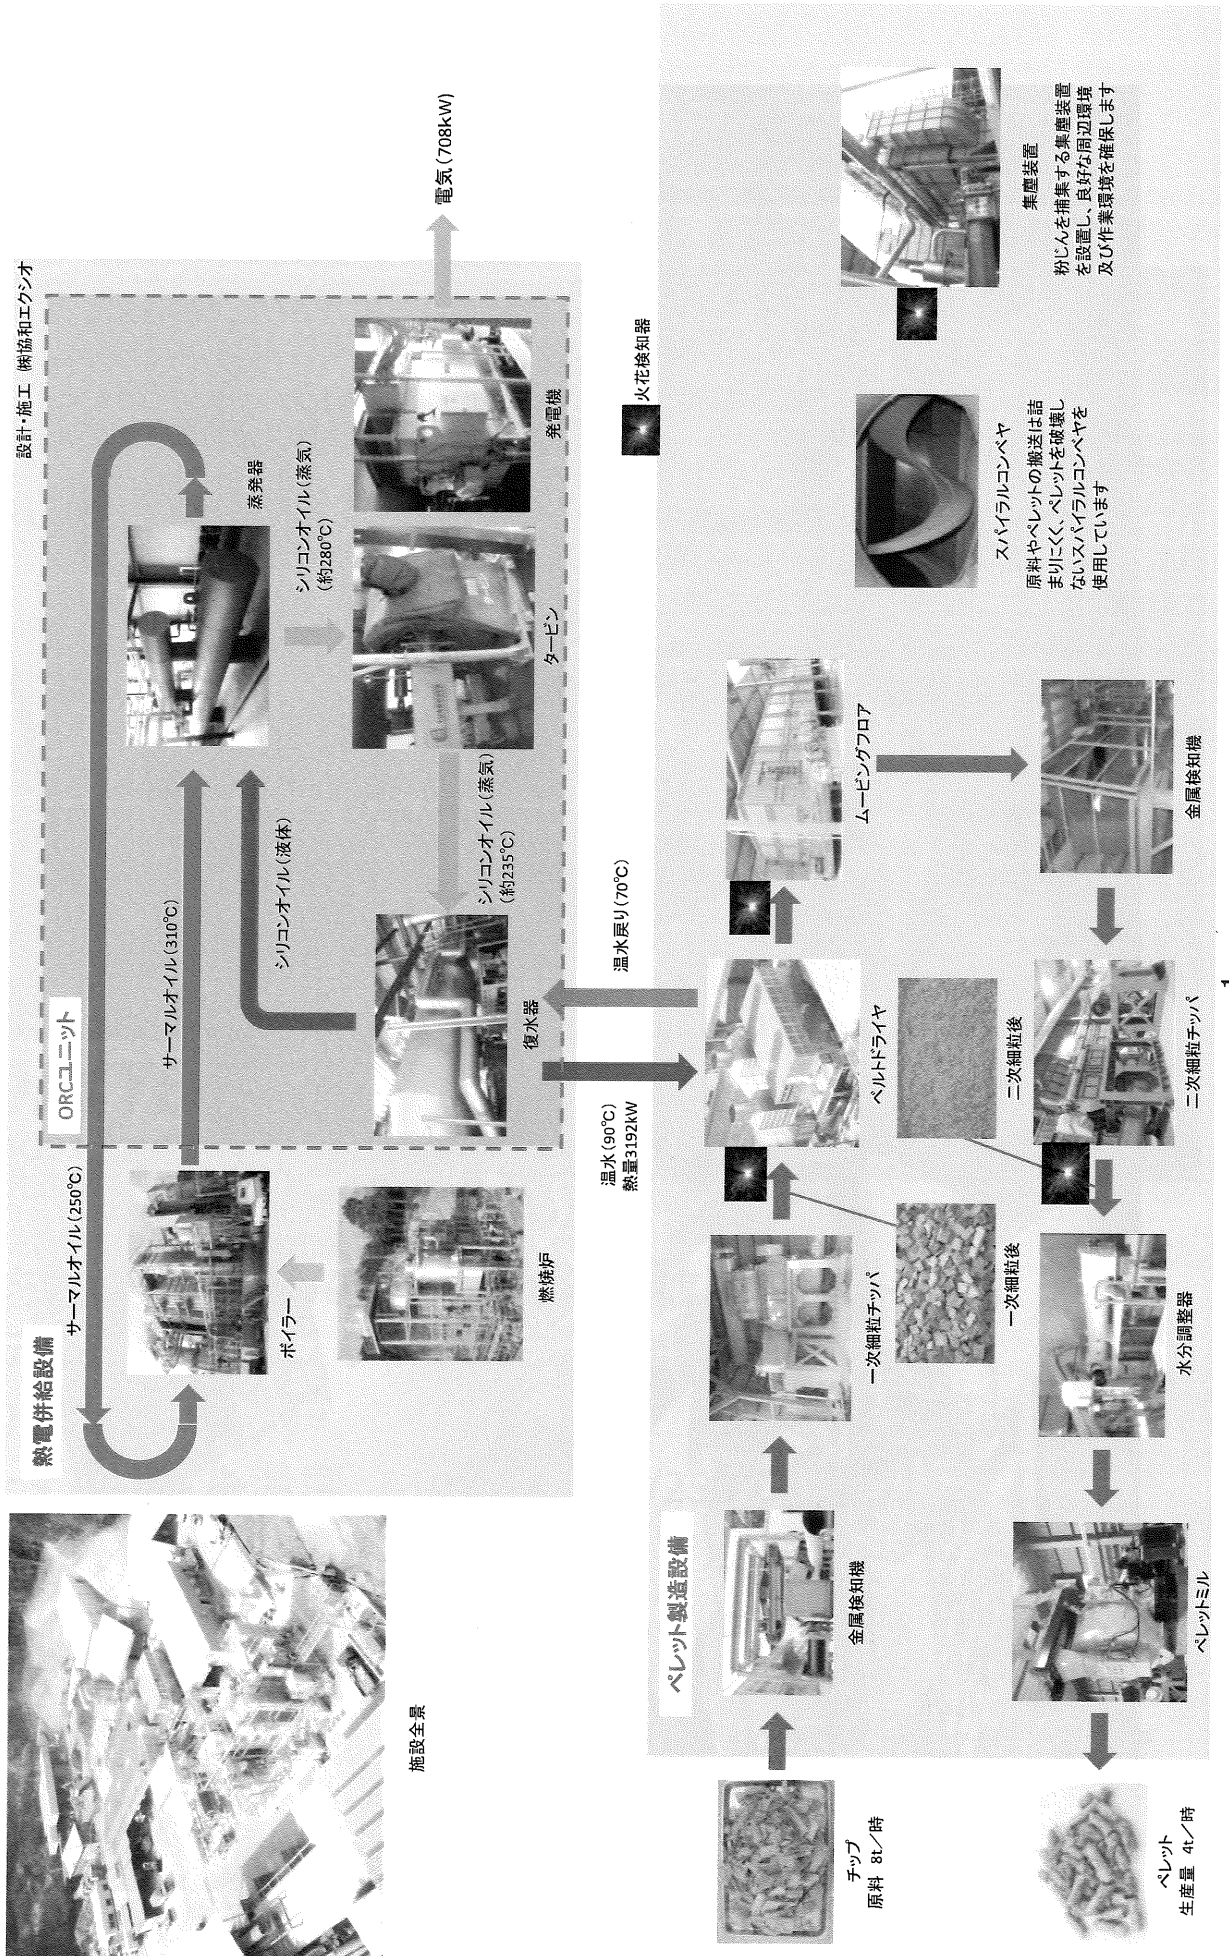 施設全景
熱電併給設備
設計・施工 ㈱協和エクシオ
サーマルオイル(250℃)
ORCユニット
サーマルオイル(310℃)
ボイラー
燃焼炉
シリコンオイル(液体)
蒸発器
シリコンオイル(蒸気)
(約280℃)
タービン
発電機
電気(708kW)
シリコンオイル(蒸気)
(約235℃)
復水器
温水(90℃)
熱量3192kW
温水戻り(70℃)
火花検知器
ペレット製造設備
チップ
原料 8t/時
金属検知機
一次細粒チッパ
一次細粒後
ベルトドライヤ
ムービングフロア
金属検知機
二次細粒後
二次細粒チッパ
水分調整器
ペレットミル
ペレット
生産量 4t/時
スパイラルコンベヤ
原料やペレットの搬送は詰
まりにくく、ペレットを破壊し
ないスパイラルコンベヤを
使用しています
集塵装置
粉じんを捕集する集塵装置
を設置し、良好な周辺環境
及び作業環境を確保します
1